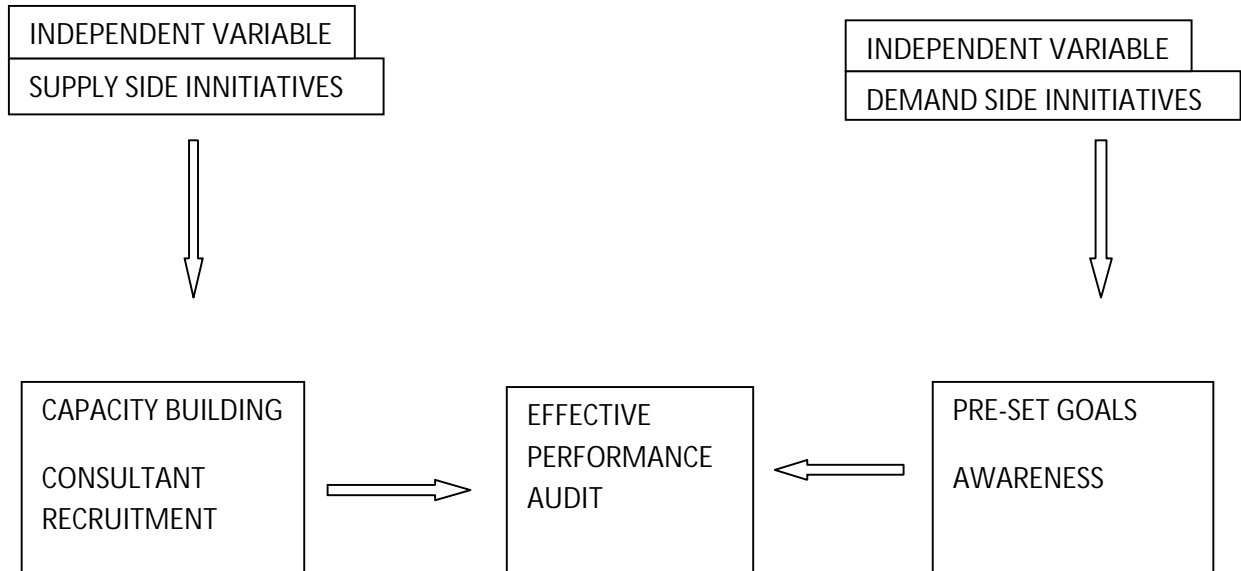 INDEPENDENT VARIABLE
SUPPLY SIDE INNITIATIVES
INDEPENDENT VARIABLE
DEMAND SIDE INNITIATIVES
CAPACITY BUILDING
CONSULTANT
RECRUITMENT
EFFECTIVE
PERFORMANCE
AUDIT
PRE-SET GOALS
AWARENESS